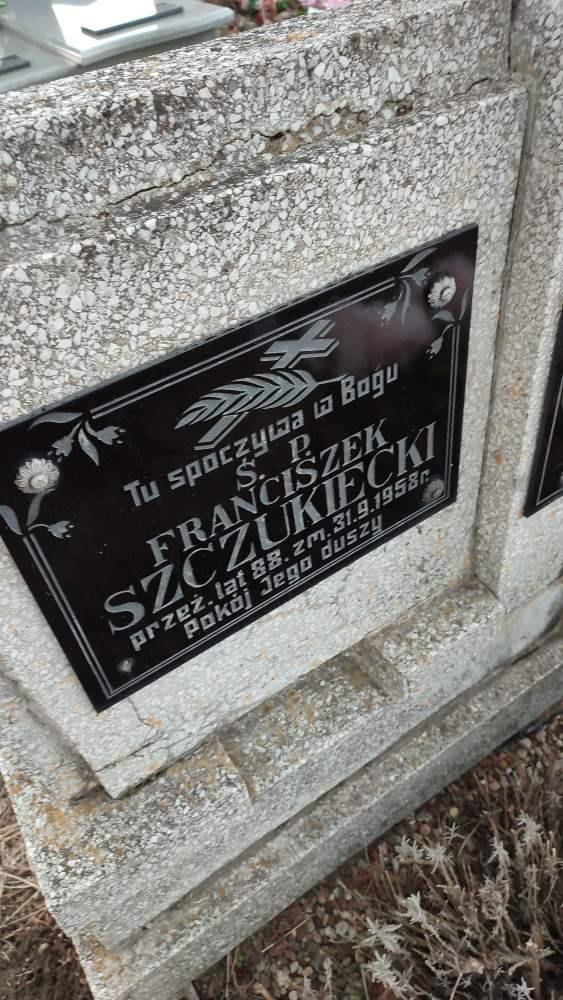 Tu spoczywa w Bogu
Ś. P.
FRANCISZEK
SZCZUKIECKI
przeż. lat 88. zm. 31.9.1958r.
Pokój Jego duszy